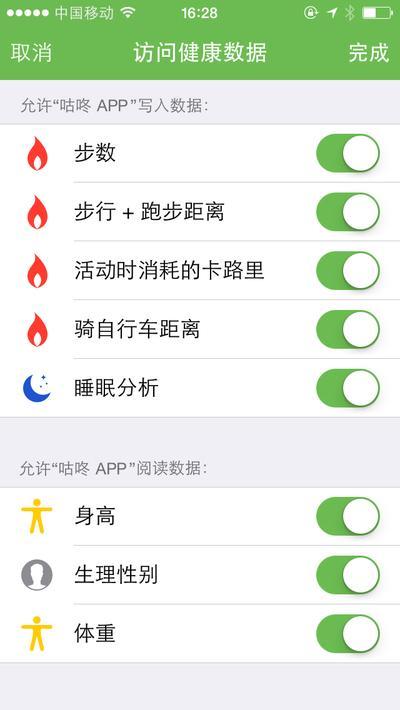 中国移动 16:28
取消 访问健康数据 完成
允许“咕咚 APP”写入数据：
步数
步行 + 跑步距离
活动时消耗的卡路里
骑自行车距离
睡眠分析
允许“咕咚 APP”阅读数据：
身高
生理性别
体重